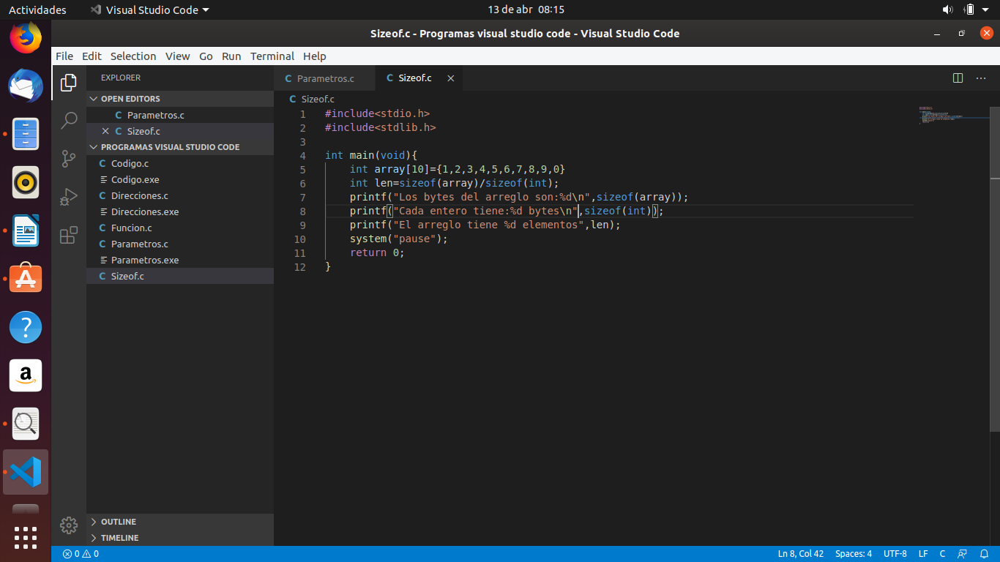 Actividades Visual Studio Code 13 de abr 08:15
Sizeof.c - Programas visual studio code - Visual Studio Code
File Edit Selection View Go Run Terminal Help
EXPLORER
OPEN EDITORS
Parametros.c
Sizeof.c
PROGRAMAS VISUAL STUDIO CODE
Codigo.c
Codigo.exe
Direcciones.c
Direcciones.exe
Funcion.c
Parametros.c
Parametros.exe
Sizeof.c
OUTLINE
TIMELINE
Parametros.c Sizeof.c
Sizeof.c
1 #include<stdio.h>
2 #include<stdlib.h>
3
4 int main(void){
5 int array[10]={1,2,3,4,5,6,7,8,9,0}
6 int len=sizeof(array)/sizeof(int);
7 printf("Los bytes del arreglo son:%d\n",sizeof(array));
8 printf("Cada entero tiene:%d bytes\n",sizeof(int));
9 printf("El arreglo tiene %d elementos",len);
10 system("pause");
11 return 0;
12 }
0 0 Ln 8, Col 42 Spaces: 4 UTF-8 LF C